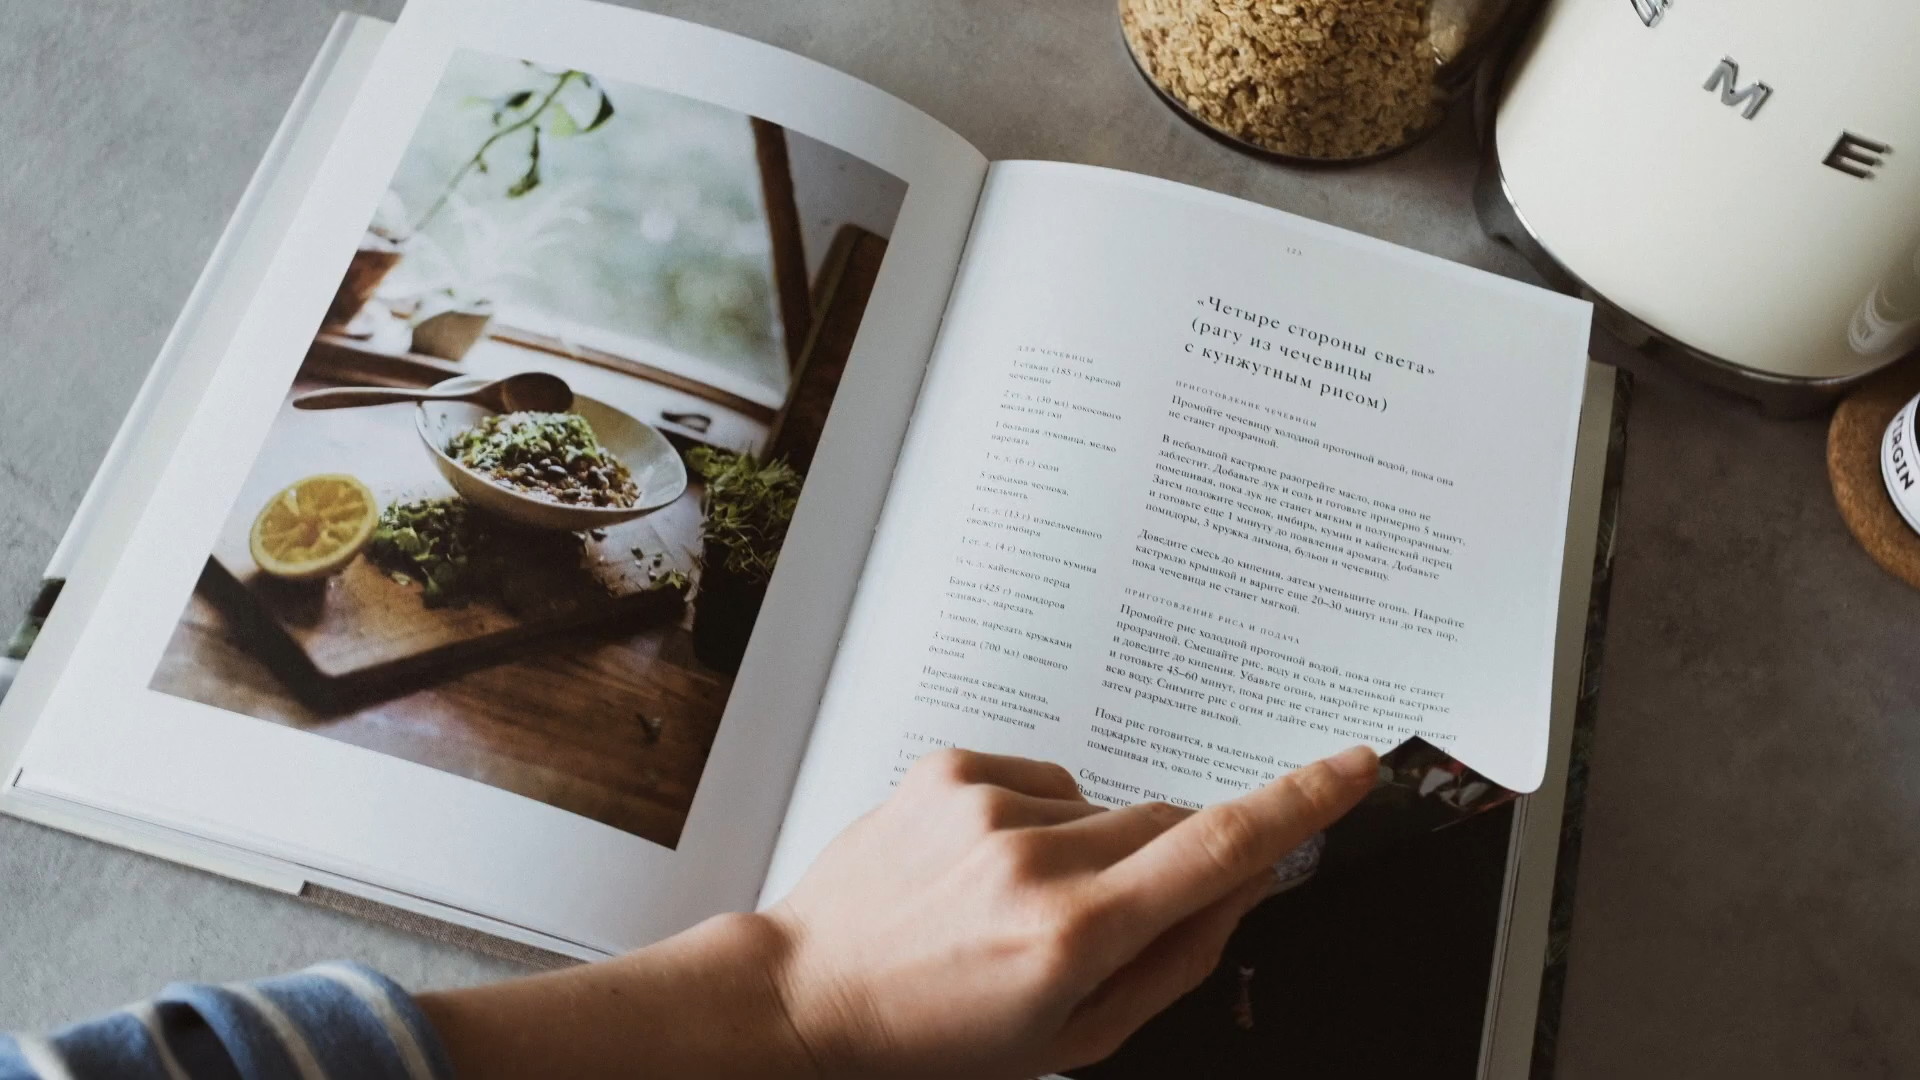 123
«Четыре стороны света»
(рагу из чечевицы
с кунжутным рисом)
ДЛЯ ЧЕЧЕВИЦЫ
1 стакан (185 г) красной
чечевицы
2 ст. л. (30 мл) кокосового
масла или гхи
1 большая луковица, мелко
нарезать
1 ч. л. (6 г) соли
5 зубчиков чеснока,
измельчить
1 ст. л. (13 г) измельченного
свежего имбиря
1 ст. л. (4 г) молотого кумина
ч. л. кайенского перца
Банка (425 г) помидоров
«сливка», нарезать
1 лимон, нарезать кружками
3 стакана (700 мл) овощного
бульона
Нарезанная свежая кинза,
зеленый лук или итальянская
петрушка для украшения
ДЛЯ РИСА
ПРИГОТОВЛЕНИЕ ЧЕЧЕВИЦЫ
Промойте чечевицу холодной проточной водой, пока она
не станет прозрачной.
В небольшой кастрюле разогрейте масло, пока оно не
заблестит. Добавьте лук и соль и готовьте примерно 5 минут,
помешивая, пока лук не станет мягким и полупрозрачным.
Затем положите чеснок, имбирь, кумин и кайенский перец
и готовьте еще 1 минуту до появления аромата. Добавьте
помидоры, 3 кружка лимона, бульон и чечевицу.
Доведите смесь до кипения, затем уменьшите огонь. Накройте
кастрюлю крышкой и варите еще 20–30 минут или до тех пор,
пока чечевица не станет мягкой.
ПРИГОТОВЛЕНИЕ РИСА И ПОДАЧА
Промойте рис холодной проточной водой, пока она не станет
прозрачной. Смешайте рис, воду и соль в маленькой кастрюле
и доведите до кипения. Убавьте огонь, накройте крышкой
и готовьте 45–60 минут, пока рис не станет мягким и не впитает
всю воду. Снимите рис с огня и дайте ему настояться
затем разрыхлите вилкой.
Пока рис готовится, в маленькой
поджарьте кунжутные семечки до
помешивая их, около 5 минут.
Сбрызните рагу соком
Выложите
M
E
VIRGIN